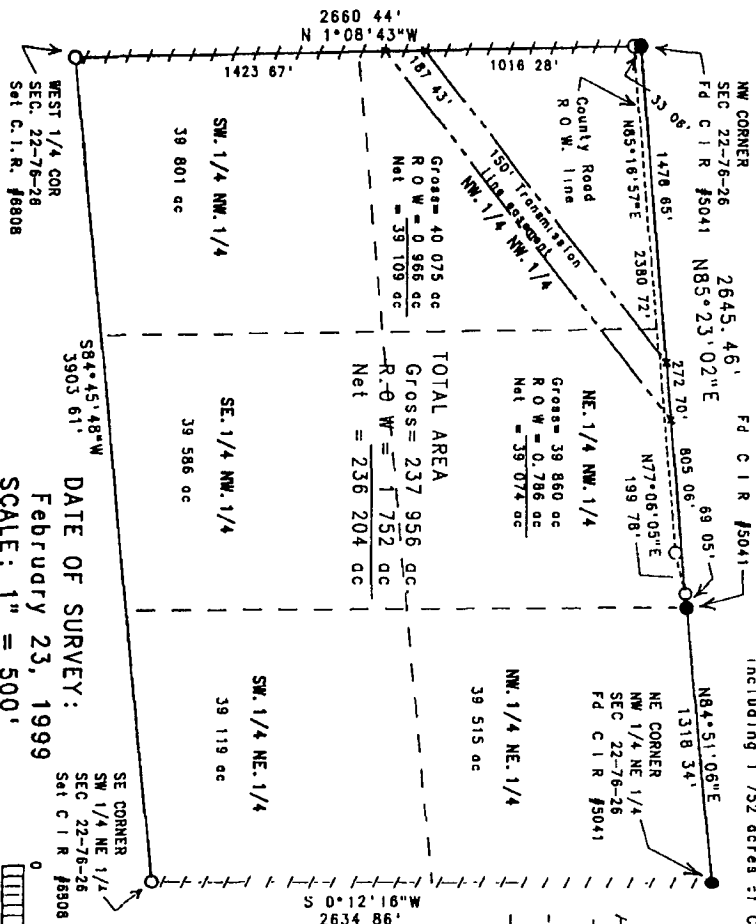 2660 44'
N 1°08'43"W
1423 67'
187 43'
1016 28'
WEST 1/4 COR
SEC. 22-76-26
Set C.I.R. #6808
NW CORNER
SEC 22-76-26
Fd C I R #5041
33 06'
County Road
R O W. line
N85°16'57"E
2380 72'
1478 65'
2645.46'
N85°23'02"E
272 70'
805 06'
69 05'
N77°06'05"E
199 78'
Fd C I R #5041
150' Transmission
line easement
NW. 1/4 NW. 1/4
Gross= 40 075 ac
R O W = 0 966 ac
Net = 39 109 ac
SW. 1/4 NW. 1/4
39 801 ac
NE. 1/4 NW. 1/4
Gross= 39 860 ac
R O W = 0.786 ac
Net = 39 074 ac
TOTAL AREA
Gross= 237 956 ac
R.O W = 1 752 ac
Net = 236 204 ac
SE. 1/4 NW. 1/4
39 586 ac
S84°45'48"W
3903 61'
NW. 1/4 NE. 1/4
39 515 ac
SW. 1/4 NE. 1/4
39 119 ac
N84°51'06"E
1318 34'
NE CORNER
NW 1/4 NE 1/4
SEC 22-76-26
Fd C I R #5041
including 1 752 acres of
SE CORNER
SW 1/4 NE 1/4
SEC 22-76-26
Set C I R #6808
S 0°12'16"W
2634 86'
DATE OF SURVEY:
February 23, 1999
SCALE: 1" = 500'
0